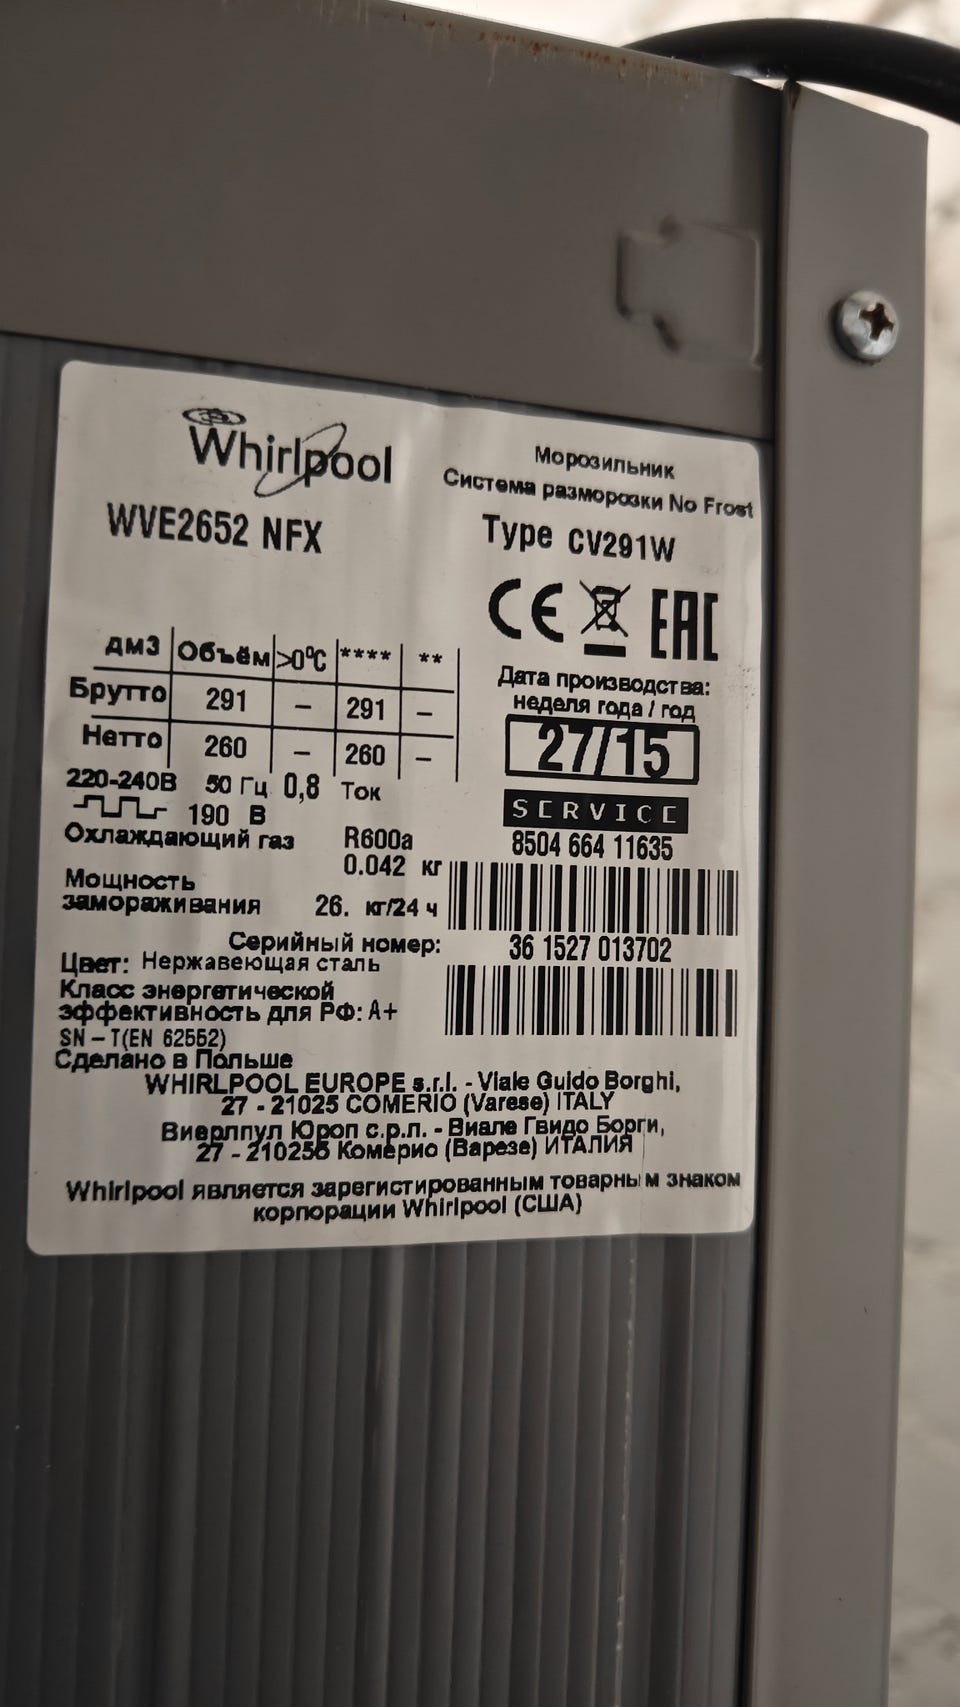 Whirlpool
Морозильник
Система разморозки No Frost
WVE2652 NFX
Type CV291W
CE EAC
дм3 Объём >0°C **** **
Брутто 291 – 291 –
Нетто 260 – 260 –
Дата производства:
неделя года / год
27/15
220-240В 50 Гц 0,8 Ток
190 В
SERVICE
8504 664 11635
Охлаждающий газ R600a
0.042 кг
Мощность
замораживания 26. кг/24 ч
Серийный номер: 36 1527 013702
Цвет: Нержавеющая сталь
Класс энергетической
эффективность для РФ: A+
SN – T(EN 62552)
Сделано в Польше
WHIRLPOOL EUROPE s.r.l. - Viale Guido Borghi,
27 - 21025 COMERIO (Varese) ITALY
Виерлпул Юроп с.р.л. - Виале Гвидо Борги,
27 - 210256 Комерио (Варезе) ИТАЛИЯ
Whirlpool является зарегистированным товарным знаком
корпорации Whirlpool (США)